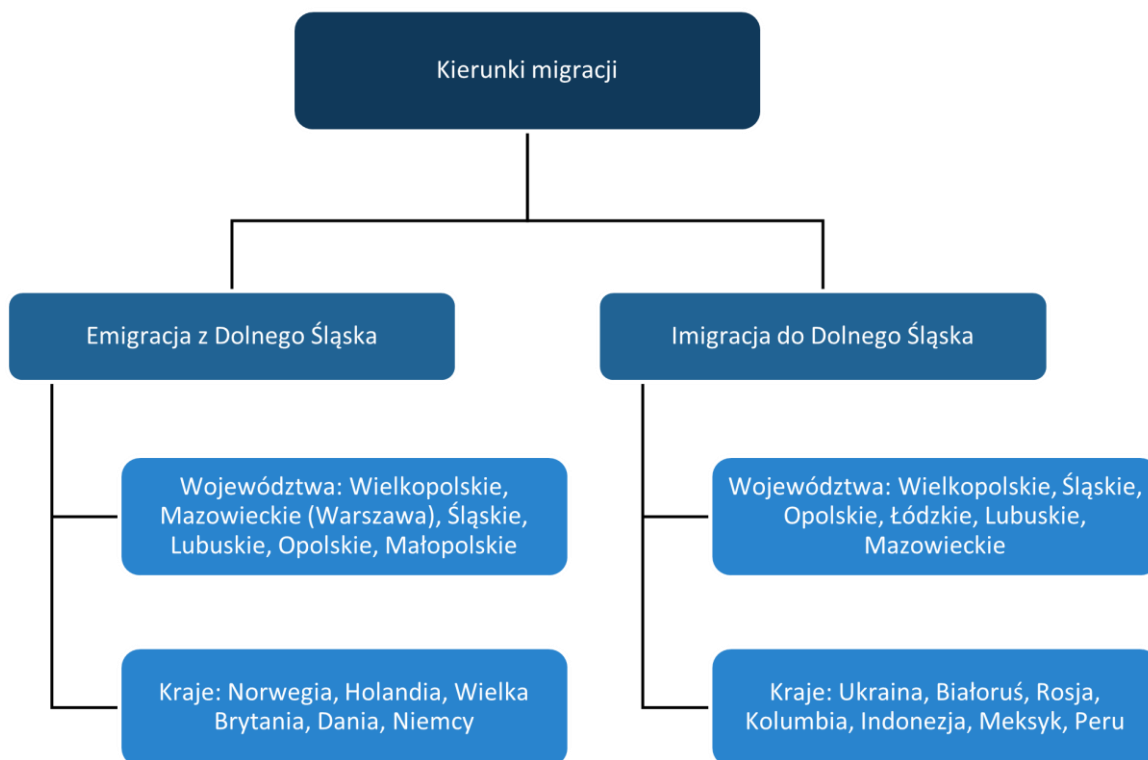 Kierunki migracji
Emigracja z Dolnego Śląska
Województwa: Wielkopolskie,
Mazowieckie (Warszawa), Śląskie,
Lubuskie, Opolskie, Małopolskie
Kraje: Norwegia, Holandia, Wielka
Brytania, Dania, Niemcy
Imigracja do Dolnego Śląska
Województwa: Wielkopolskie, Śląskie,
Opolskie, Łódzkie, Lubuskie,
Mazowieckie
Kraje: Ukraina, Białoruś, Rosja,
Kolumbia, Indonezja, Meksyk, Peru